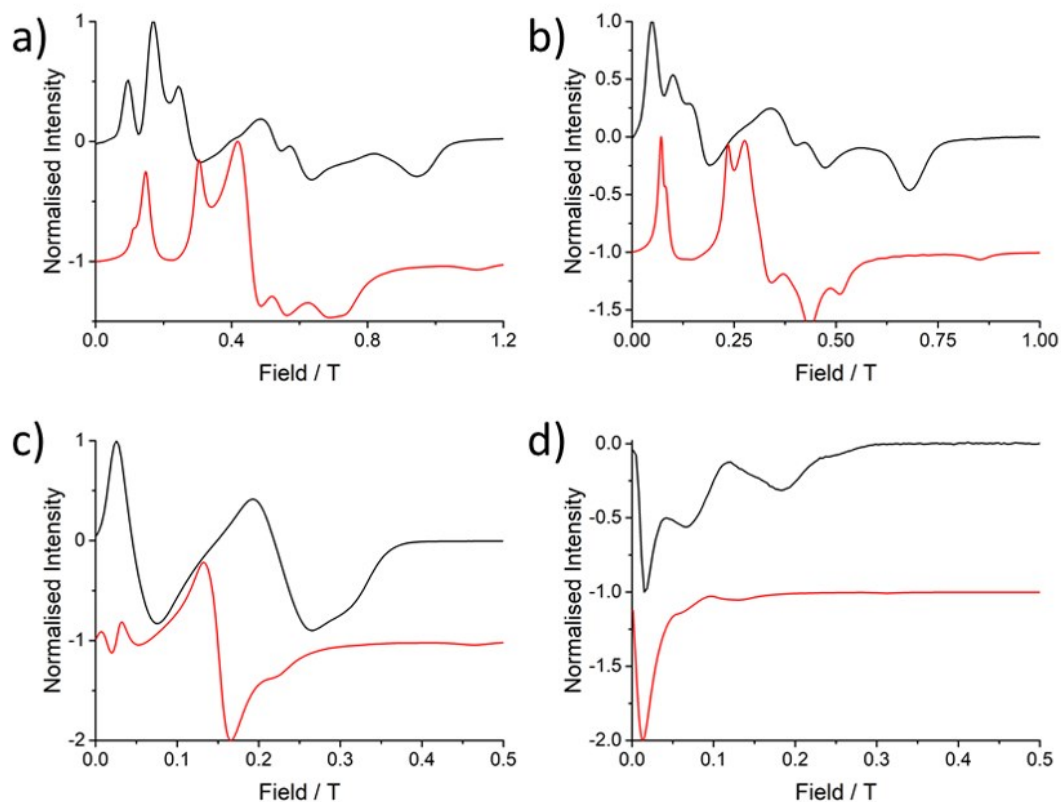 a)
Normalised Intensity
1
0
-1
0.0 0.4 0.8 1.2
Field / T
b)
Normalised Intensity
1.0
0.5
0.0
-0.5
-1.0
-1.5
0.00 0.25 0.50 0.75 1.00
Field / T
c)
Normalised Intensity
1
0
-1
-2
0.0 0.1 0.2 0.3 0.4 0.5
Field / T
d)
Normalised Intensity
0.0
-0.5
-1.0
-1.5
-2.0
0.0 0.1 0.2 0.3 0.4 0.5
Field / T